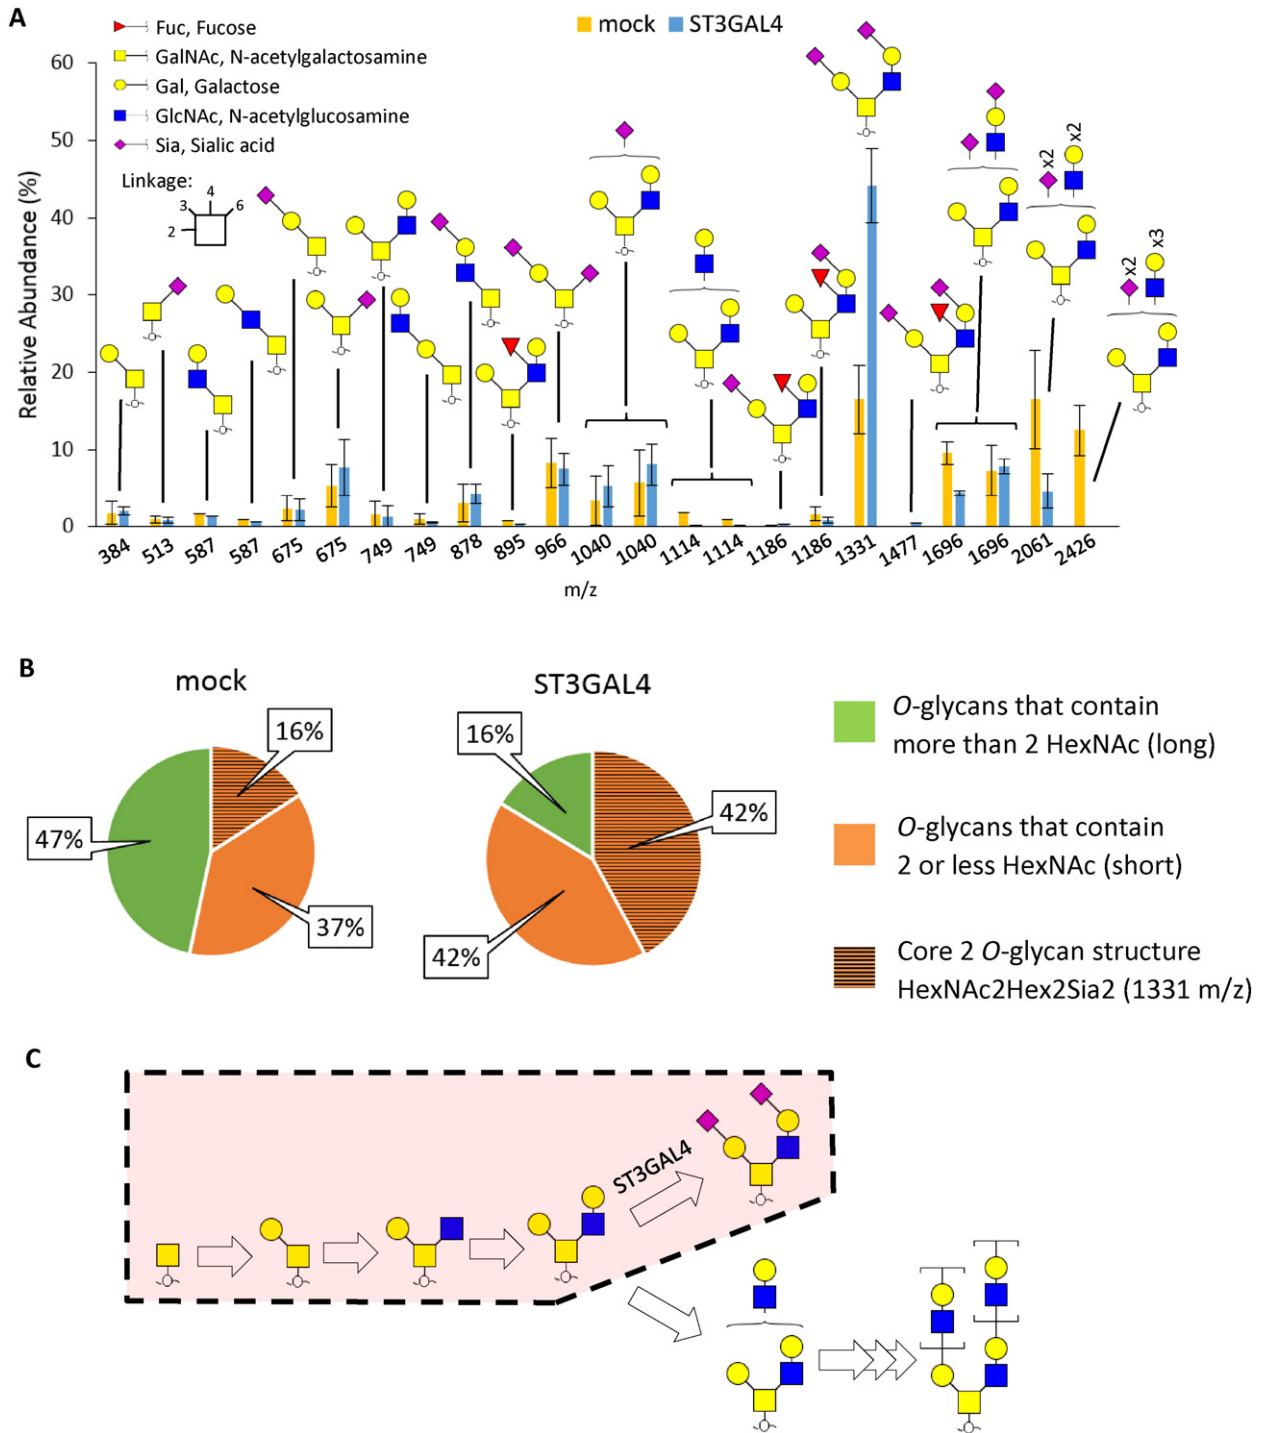 A
Fuc, Fucose
GalNAc, N-acetylgalactosamine
Gal, Galactose
GlcNAc, N-acetylglucosamine
Sia, Sialic acid
Linkage:
4
3 6
2
mock ST3GAL4
Relative Abundance (%)
60
50
40
30
20
10
0
x2 x2
x2 x3
384 513 587 587 675 675 749 749 878 895 966 1040 1040 1114 1114 1186 1186 1331 1477 1696 1696 2061 2426
m/z
B
mock
16%
47%
37%
ST3GAL4
16%
42%
42%
O-glycans that contain
more than 2 HexNAc (long)
O-glycans that contain
2 or less HexNAc (short)
Core 2 O-glycan structure
HexNAc2Hex2Sia2 (1331 m/z)
C
ST3GAL4